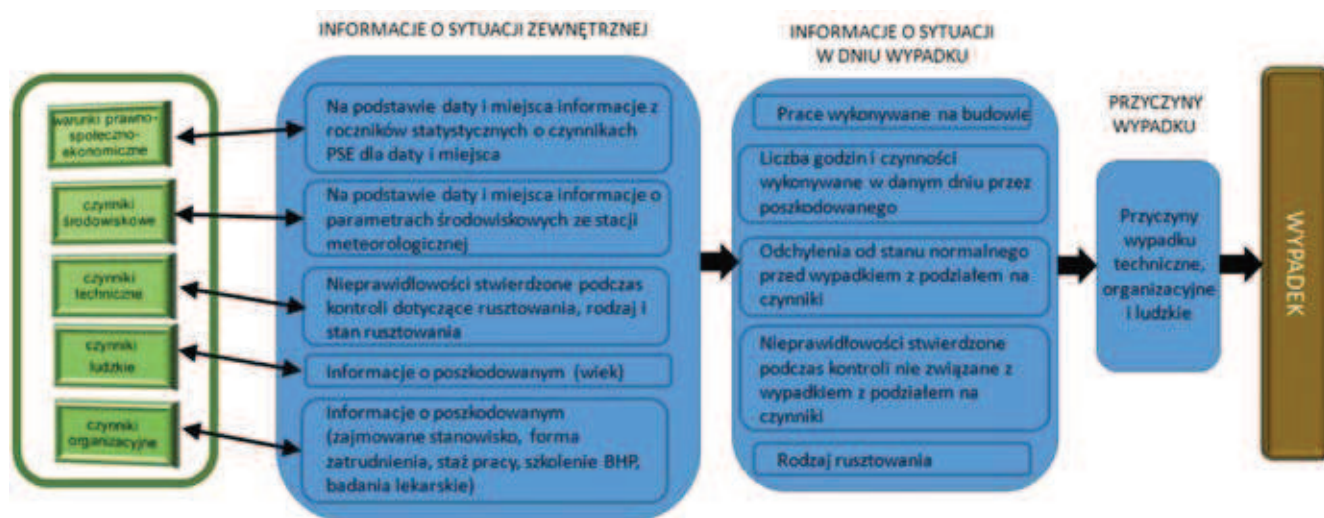 INFORMACJE O SYTUACJI ZEWNĘTRZNEJ
warunki prawno-
społeczno-
ekonomiczne
czynniki
środowiskowe
czynniki
techniczne
czynniki
ludzkie
czynniki
organizacyjne
Na podstawie daty i miejsca informacje z
roczników statystycznych o czynnikach
PSE dla daty i miejsca
Na podstawie daty i miejsca informacje o
parametrach środowiskowych ze stacji
meteorologicznej
Nieprawidłowości stwierdzone podczas
kontroli dotyczące rusztowania, rodzaj i
stan rusztowania
Informacje o poszkodowanym (wiek)
Informacje o poszkodowanym
(zajmowane stanowisko, forma
zatrudnienia, staż pracy, szkolenie BHP,
badania lekarskie)
INFORMACJE O SYTUACJI
W DNIU WYPADKU
Prace wykonywane na budowie
Liczba godzin i czynności
wykonywane w danym dniu przez
poszkodowanego
Odchylenia od stanu normalnego
przed wypadkiem z podziałem na
czynniki
Nieprawidłowości stwierdzone
podczas kontroli nie związane z
wypadkiem z podziałem na
czynniki
Rodzaj rusztowania
PRZYCZYNY
WYPADKU
Przyczyny
wypadku
techniczne,
organizacyjne
i ludzkie
WYPADEK